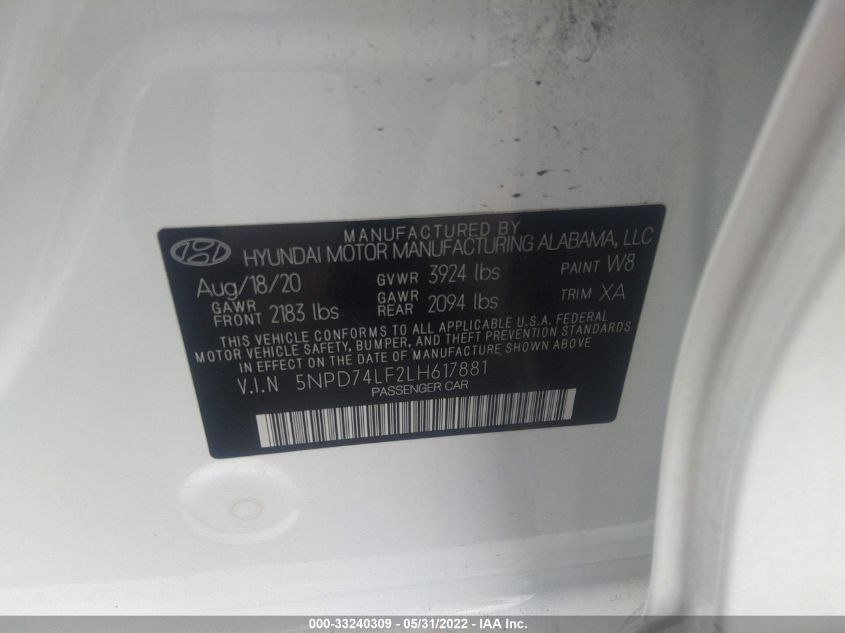 MANUFACTURED BY
HYUNDAI MOTOR MANUFACTURING ALABAMA, LLC
Aug/18/20 GVWR 3924 lbs PAINT W8
GAWR FRONT 2183 lbs GAWR REAR 2094 lbs TRIM XA
THIS VEHICLE CONFORMS TO ALL APPLICABLE U.S.A. FEDERAL
MOTOR VEHICLE SAFETY, BUMPER, AND THEFT PREVENTION STANDARDS
IN EFFECT ON THE DATE OF MANUFACTURE SHOWN ABOVE
V.I.N 5NPD74LF2LH617881
PASSENGER CAR
000-33240309 - 05/31/2022 - IAA Inc.